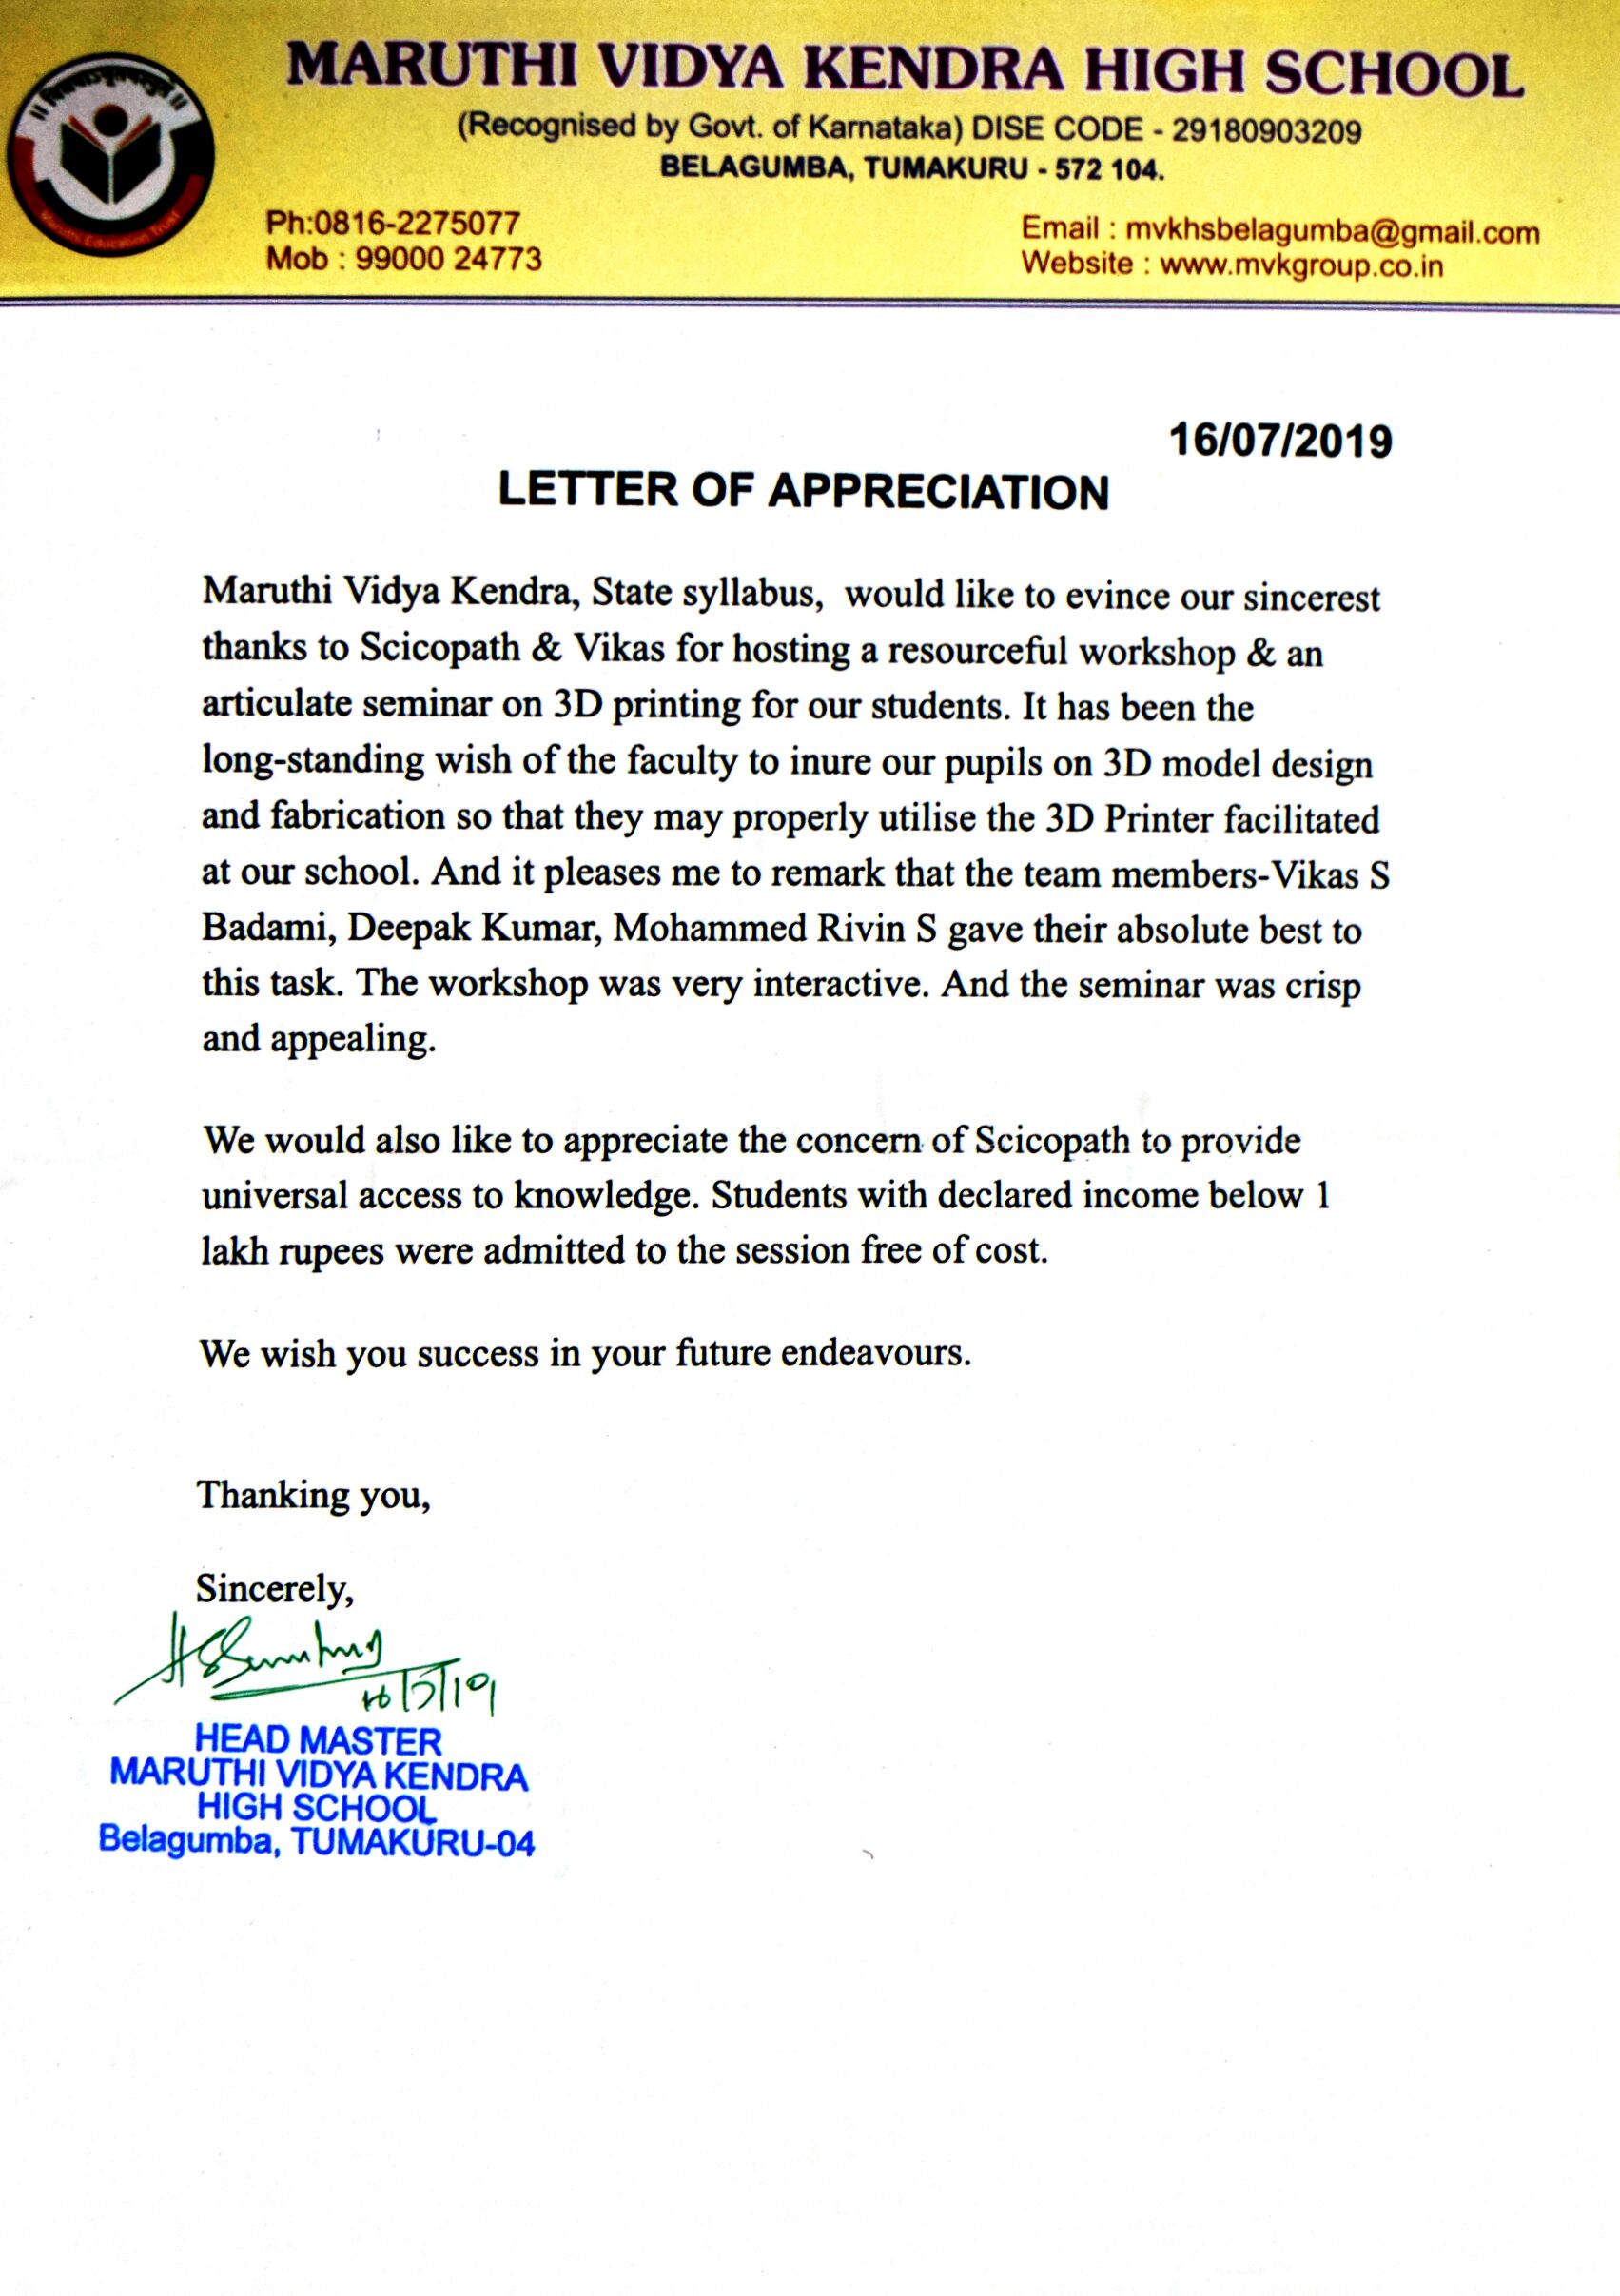 MARUTHI VIDYA KENDRA HIGH SCHOOL
(Recognised by Govt. of Karnataka) DISE CODE - 29180903209
BELAGUMBA, TUMAKURU - 572 104.
Ph:0816-2275077
Mob : 99000 24773
Email : mvkhsbelagumba@gmail.com
Website : www.mvkgroup.co.in
Maruthi Education Trust
16/07/2019
LETTER OF APPRECIATION
Maruthi Vidya Kendra, State syllabus,  would like to evince our sincerest
thanks to Scicopath & Vikas for hosting a resourceful workshop & an
articulate seminar on 3D printing for our students. It has been the
long-standing wish of the faculty to inure our pupils on 3D model design
and fabrication so that they may properly utilise the 3D Printer facilitated
at our school. And it pleases me to remark that the team members-Vikas S
Badami, Deepak Kumar, Mohammed Rivin S gave their absolute best to
this task. The workshop was very interactive. And the seminar was crisp
and appealing.
We would also like to appreciate the concern of Scicopath to provide
universal access to knowledge. Students with declared income below 1
lakh rupees were admitted to the session free of cost.
We wish you success in your future endeavours.
Thanking you,
Sincerely,
16/7/19
HEAD MASTER
MARUTHI VIDYA KENDRA
HIGH SCHOOL
Belagumba, TUMAKURU-04